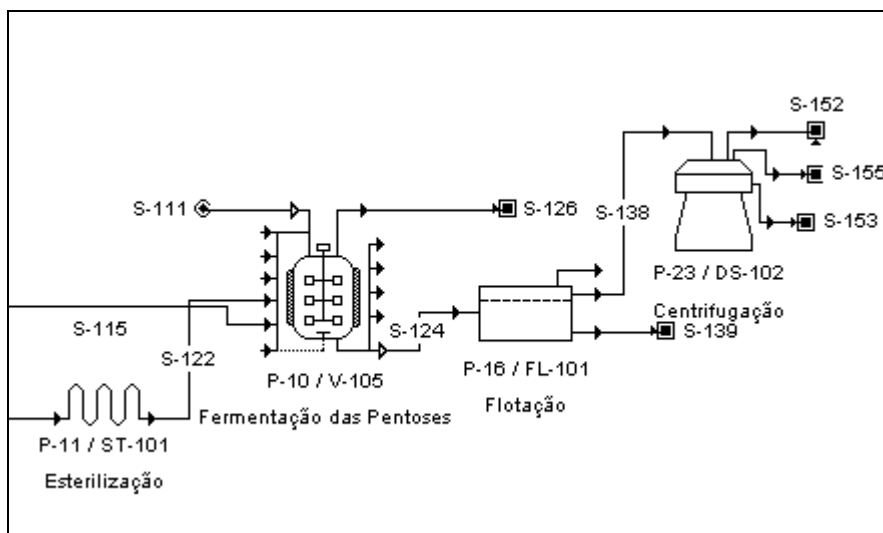 S-152
S-155
S-111
S-126
S-138
S-153
P-23 / DS-102
Centrifugação
S-115
S-124
S-139
S-122
P-10 / V-105
P-16 / FL-101
Fermentação das Pentoses
Flotação
P-11 / ST-101
Esterilização